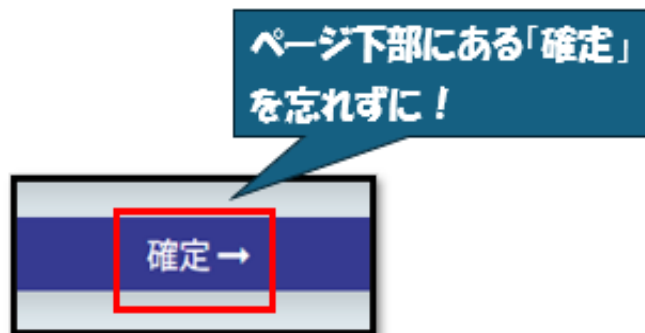 ページ下部にある「確定」
を忘れずに！
確定→